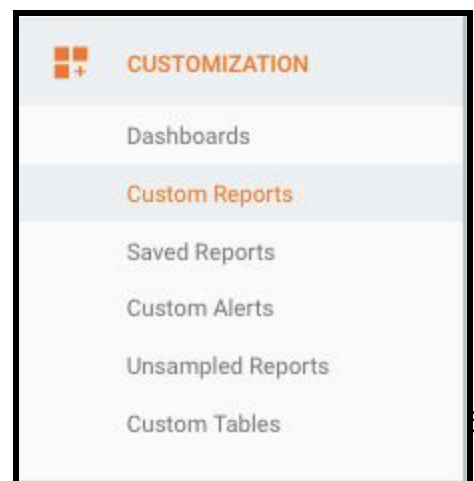 CUSTOMIZATION
Dashboards
Custom Reports
Saved Reports
Custom Alerts
Unsampled Reports
Custom Tables